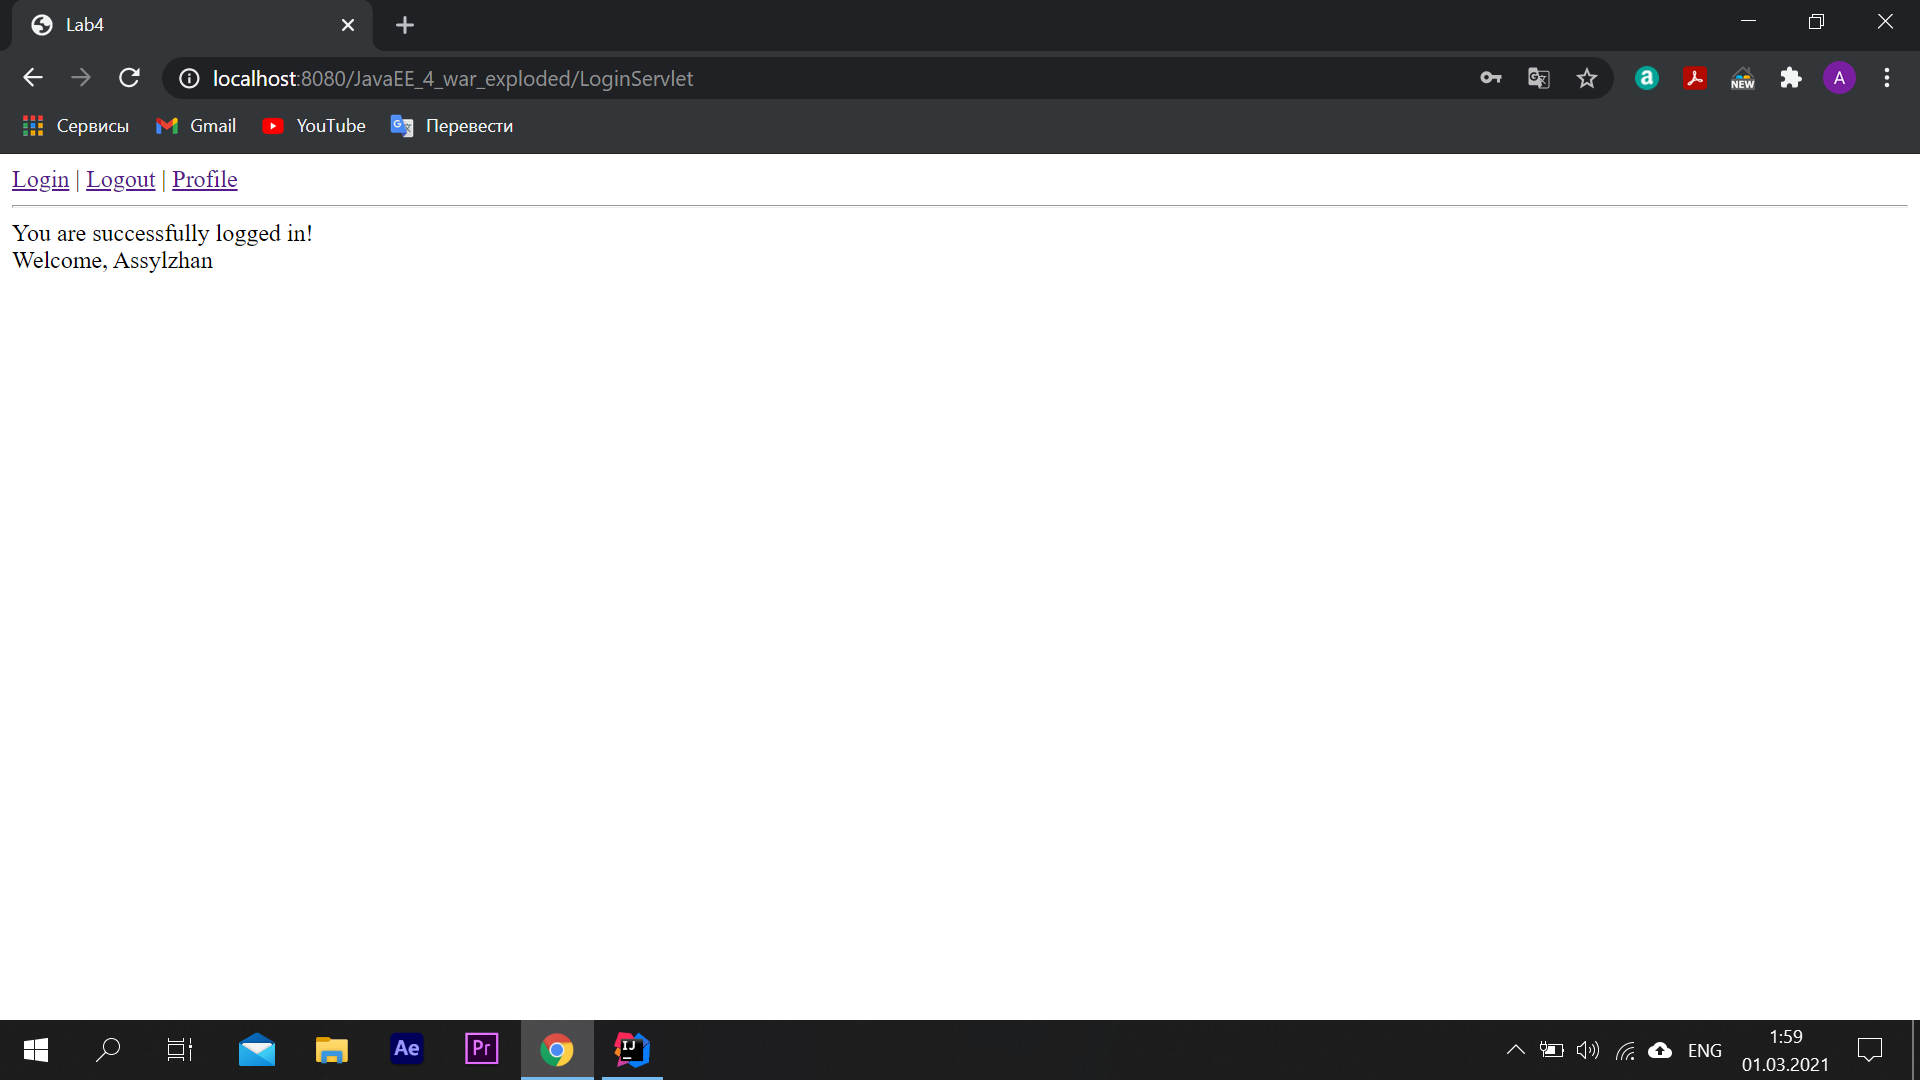 Lab4
localhost:8080/JavaEE_4_war_exploded/LoginServlet
NEW
A
Сервисы Gmail YouTube Перевести
Login | Logout | Profile
You are successfully logged in!
Welcome, Assylzhan
Ae Pr IJ
ENG
1:59
01.03.2021